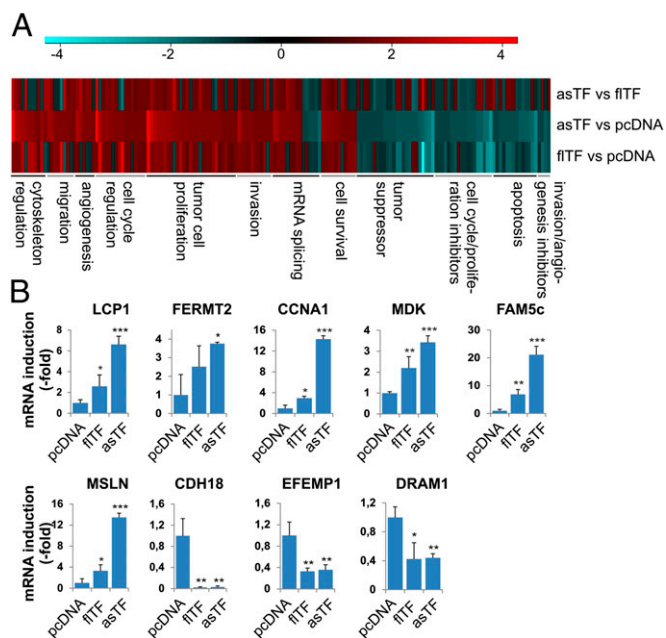 A
−4 −2 0 2 4
asTF vs flTF
asTF vs pcDNA
flTF vs pcDNA
cytoskeleton
regulation
migration
angiogenesis
cell cycle
regulation
tumor cell
proliferation
invasion
mRNA splicing
cell survival
tumor
suppressor
cell cycle/prolife-
ration inhibitors
apoptosis
invasion/angio-
genesis inhibitors
B
LCP1
mRNA induction
(-fold)
8
6
4
2
0
* ***
pcDNA flTF asTF
FERMT2
4
3
2
1
0
*
pcDNA flTF asTF
CCNA1
16
12
8
4
0
* ***
pcDNA flTF asTF
MDK
4
3
2
1
0
** ***
pcDNA flTF asTF
FAM5c
30
20
10
0
** ***
pcDNA flTF asTF
MSLN
mRNA induction
(-fold)
16
12
8
4
0
* ***
pcDNA flTF asTF
CDH18
1,6
1,2
0,8
0,4
0
** **
pcDNA flTF asTF
EFEMP1
1,6
1,2
0,8
0,4
0
** **
pcDNA flTF asTF
DRAM1
1,2
0,8
0,4
0
* **
pcDNA flTF asTF